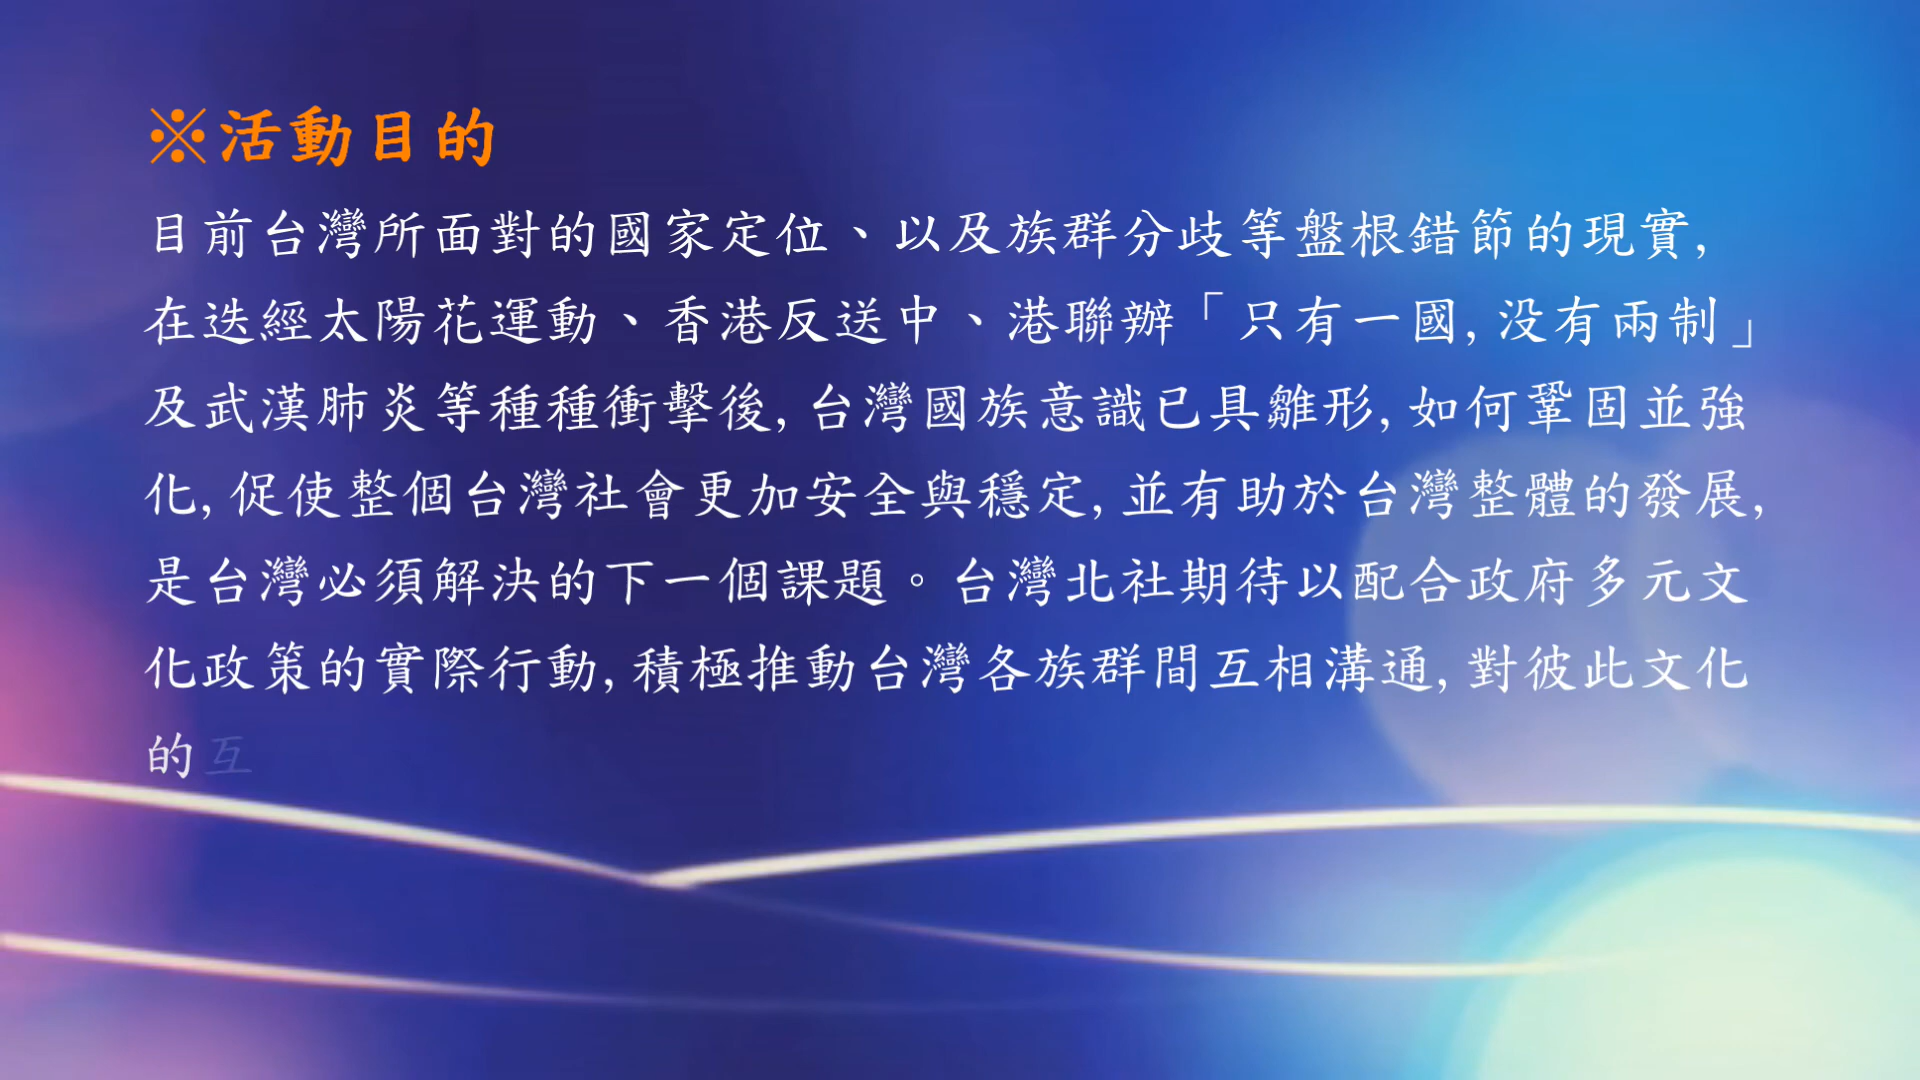 ※活動目的
目前台灣所面對的國家定位、以及族群分歧等盤根錯節的現實,
在迭經太陽花運動、香港反送中、港聯辦「只有一國,没有兩制」
及武漢肺炎等種種衝擊後,台灣國族意識已具雛形,如何鞏固並強
化,促使整個台灣社會更加安全與穩定,並有助於台灣整體的發展,
是台灣必須解決的下一個課題。台灣北社期待以配合政府多元文
化政策的實際行動,積極推動台灣各族群間互相溝通,對彼此文化
的互